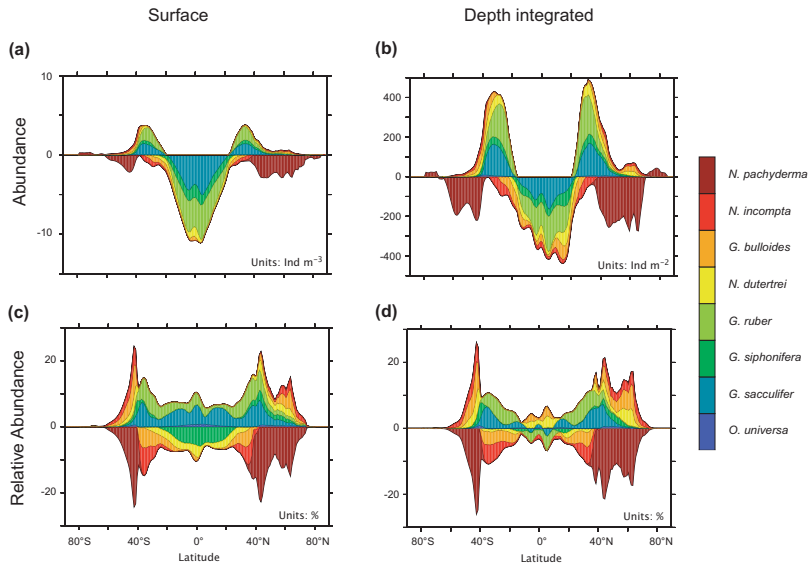 Surface
Depth integrated
(a)
(b)
Abundance
10
0
-10
Units: Ind m⁻³
400
200
0
-200
-400
Units: Ind m⁻²
N. pachyderma
N. incompta
G. bulloides
N. dutertrei
G. ruber
G. siphonifera
G. sacculifer
O. universa
(c)
(d)
Relative Abundance
20
0
-20
Units: %
20
0
-20
Units: %
80°S 40°S 0° 40°N 80°N
Latitude
80°S 40°S 0° 40°N 80°N
Latitude